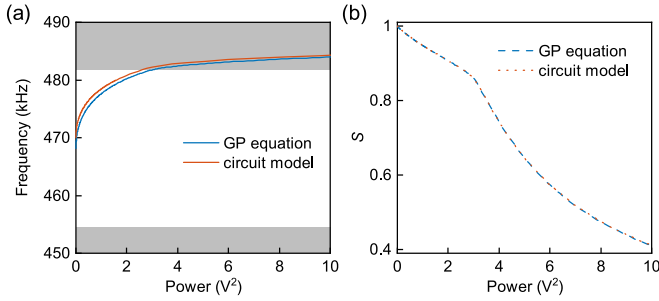 (a)
490
480
470
460
450
Frequency (kHz)
GP equation
circuit model
0 2 4 6 8 10
Power (V²)
(b)
1
0.8
0.6
0.4
S
GP equation
circuit model
0 2 4 6 8 10
Power (V²)